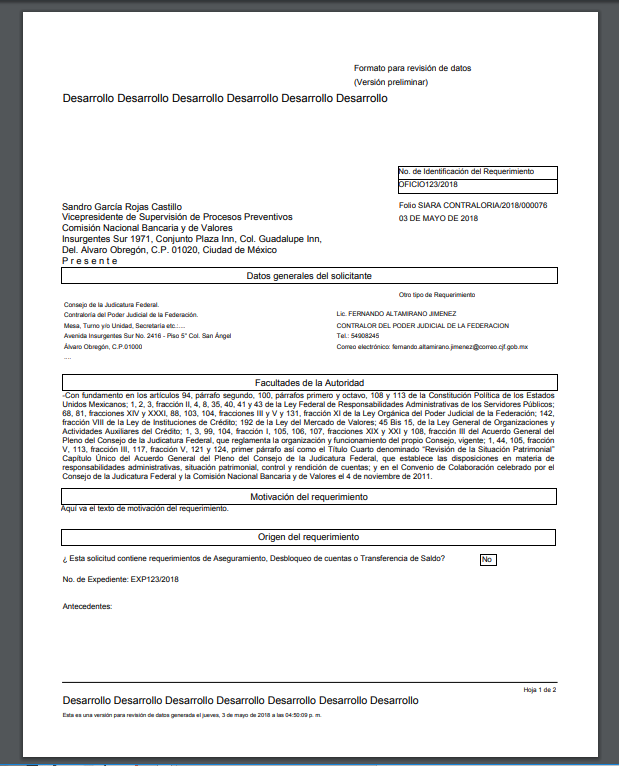 Formato para revisión de datos
(Versión preliminar)
Desarrollo Desarrollo Desarrollo Desarrollo Desarrollo Desarrollo
No. de Identificación del Requerimiento
OFICIO123/2018
Folio SIARA CONTRALORIA/2018/000076
03 DE MAYO DE 2018
Sandro García Rojas Castillo
Vicepresidente de Supervisión de Procesos Preventivos
Comisión Nacional Bancaria y de Valores
Insurgentes Sur 1971, Conjunto Plaza Inn, Col. Guadalupe Inn,
Del. Alvaro Obregón, C.P. 01020, Ciudad de México
P r e s e n t e
Datos generales del solicitante
Otro tipo de Requerimiento
Consejo de la Judicatura Federal.
Contraloría del Poder Judicial de la Federación.
Mesa, Turno y/o Unidad, Secretaría etc.:...
Avenida Insurgentes Sur No. 2416 - Piso 5° Col. San Ángel
Álvaro Obregón, C.P.01000
....
Lic. FERNANDO ALTAMIRANO JIMENEZ
CONTRALOR DEL PODER JUDICIAL DE LA FEDERACION
Tel.: 54908245
Correo electrónico: fernando.altamirano.jimenez@correo.cjf.gob.mx
Facultades de la Autoridad
-Con fundamento en los artículos 94, párrafo segundo, 100, párrafos primero y octavo, 108 y 113 de la Constitución Política de los Estados
Unidos Mexicanos; 1, 2, 3, fracción II, 4, 8, 35, 40, 41 y 43 de la Ley Federal de Responsabilidades Administrativas de los Servidores Públicos;
68, 81, fracciones XIV y XXXI, 88, 103, 104, fracciones III y V y 131, fracción XI de la Ley Orgánica del Poder Judicial de la Federación; 142,
fracción VIII de la Ley de Instituciones de Crédito; 192 de la Ley del Mercado de Valores; 45 Bis 15, de la Ley General de Organizaciones y
Actividades Auxiliares del Crédito; 1, 3, 99, 104, fracción I, 105, 106, 107, fracciones XIX y XXI y 108, fracción III del Acuerdo General del
Pleno del Consejo de la Judicatura Federal, que reglamenta la organización y funcionamiento del propio Consejo, vigente; 1, 44, 105, fracción
V, 113, fracción III, 117, fracción V, 121 y 124, primer párrafo así como el Título Cuarto denominado “Revisión de la Situación Patrimonial”
Capítulo Único del Acuerdo General del Pleno del Consejo de la Judicatura Federal, que establece las disposiciones en materia de
responsabilidades administrativas, situación patrimonial, control y rendición de cuentas; y en el Convenio de Colaboración celebrado por el
Consejo de la Judicatura Federal y la Comisión Nacional Bancaria y de Valores el 4 de noviembre de 2011.
Motivación del requerimiento
Aquí va el texto de motivación del requerimiento.
Origen del requerimiento
¿ Esta solicitud contiene requerimientos de Aseguramiento, Desbloqueo de cuentas o Transferencia de Saldo? No
No. de Expediente: EXP123/2018
Antecedentes:
Hoja 1 de 2
Desarrollo Desarrollo Desarrollo Desarrollo Desarrollo Desarrollo Desarrollo
Esta es una versión para revisión de datos generada el jueves, 3 de mayo de 2018 a las 04:50:09 p. m.